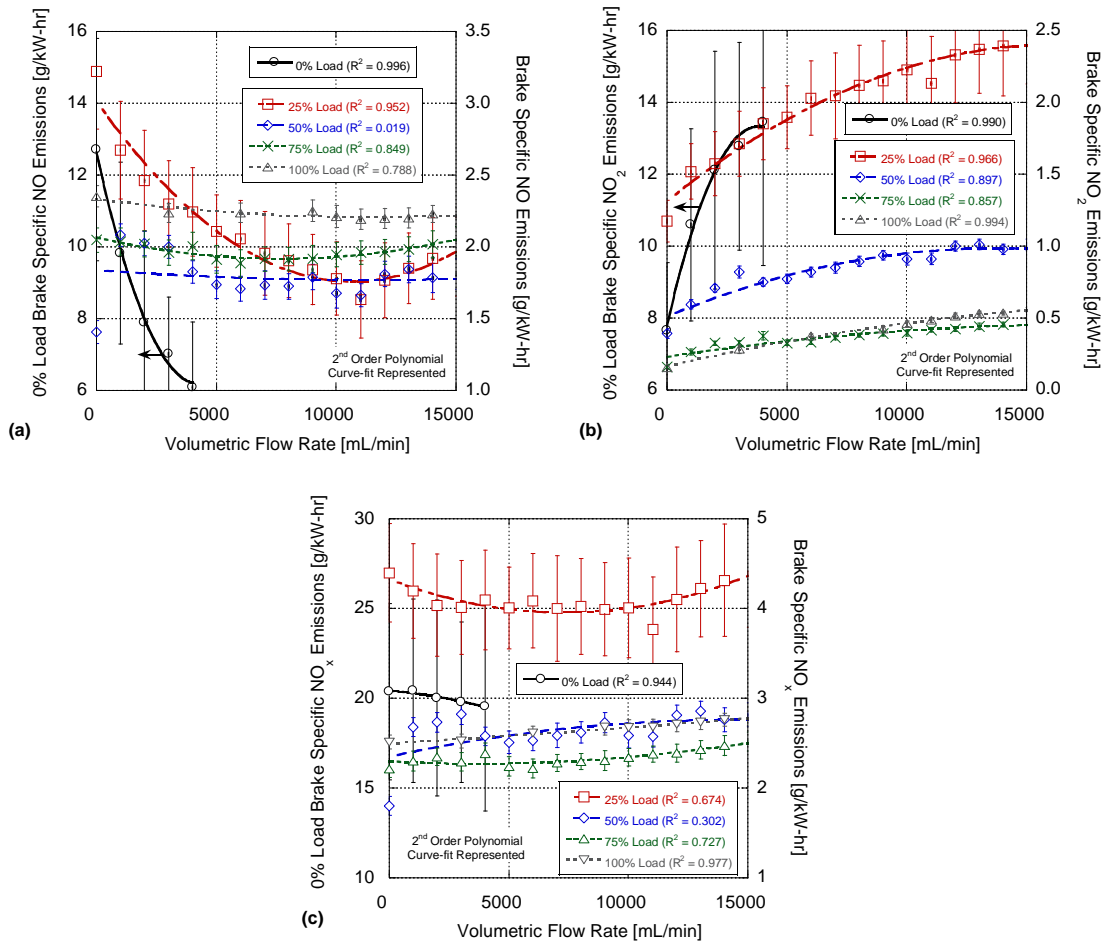 16
14
12
10
8
6
0% Load Brake Specific NO Emissions [g/kW-hr]
3.5
3.0
2.5
2.0
1.5
1.0
Brake Specific NO Emissions [g/kW-hr]
0% Load (R² = 0.996)
25% Load (R² = 0.952)
50% Load (R² = 0.019)
75% Load (R² = 0.849)
100% Load (R² = 0.788)
2nd Order Polynomial
Curve-fit Represented
0 5000 10000 15000
Volumetric Flow Rate [mL/min]
(a)
16
14
12
10
8
6
0% Load Brake Specific NO₂ Emissions [g/kW-hr]
2.5
2.0
1.5
1.0
0.5
0.0
Brake Specific NO₂ Emissions [g/kW-hr]
0% Load (R² = 0.990)
25% Load (R² = 0.966)
50% Load (R² = 0.897)
75% Load (R² = 0.857)
100% Load (R² = 0.994)
2nd Order Polynomial
Curve-fit Represented
0 5000 10000 15000
Volumetric Flow Rate [mL/min]
(b)
30
25
20
15
10
0% Load Brake Specific NOₓ Emissions [g/kW-hr]
5
4
3
2
1
Brake Specific NOₓ Emissions [g/kW-hr]
0% Load (R² = 0.944)
25% Load (R² = 0.674)
50% Load (R² = 0.302)
75% Load (R² = 0.727)
100% Load (R² = 0.977)
2nd Order Polynomial
Curve-fit Represented
0 5000 10000 15000
Volumetric Flow Rate [mL/min]
(c)